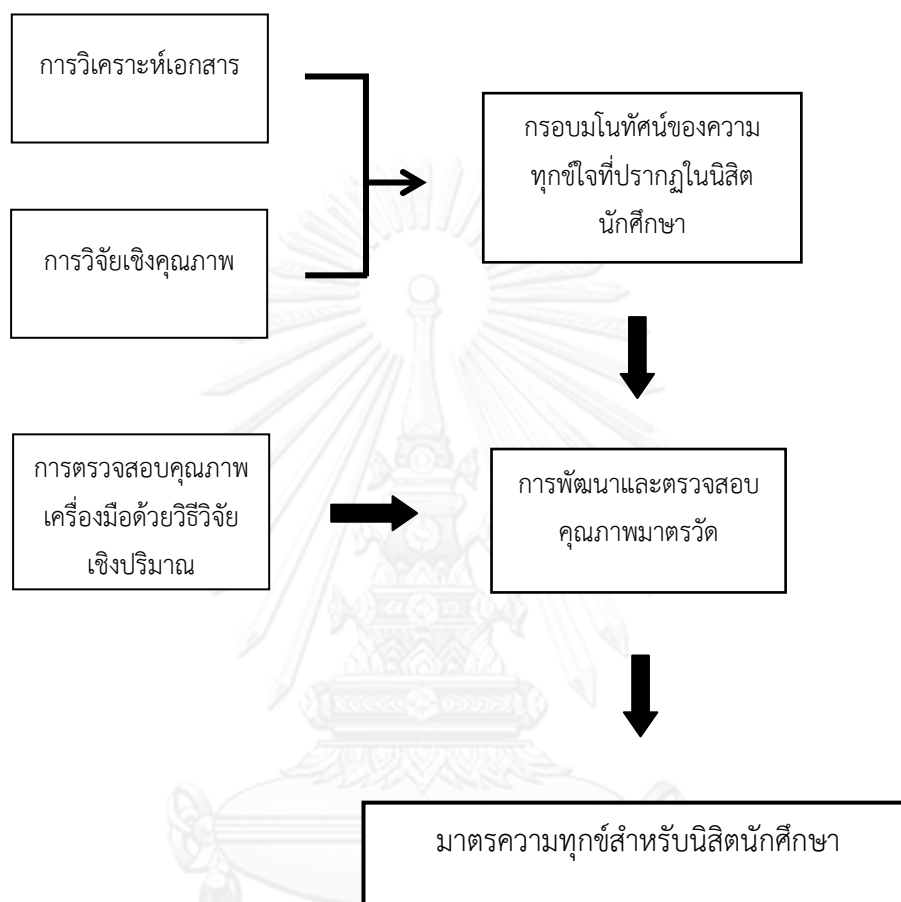 การวิเคราะห์เอกสาร
กรอบมโนทัศน์ของความ
ทุกข์ใจที่ปรากฏในนิสิต
นักศึกษา
การวิจัยเชิงคุณภาพ
การตรวจสอบคุณภาพ
เครื่องมือด้วยวิธีวิจัย
เชิงปริมาณ
การพัฒนาและตรวจสอบ
คุณภาพมาตรวัด
มาตรความทุกข์สำหรับนิสิตนักศึกษา